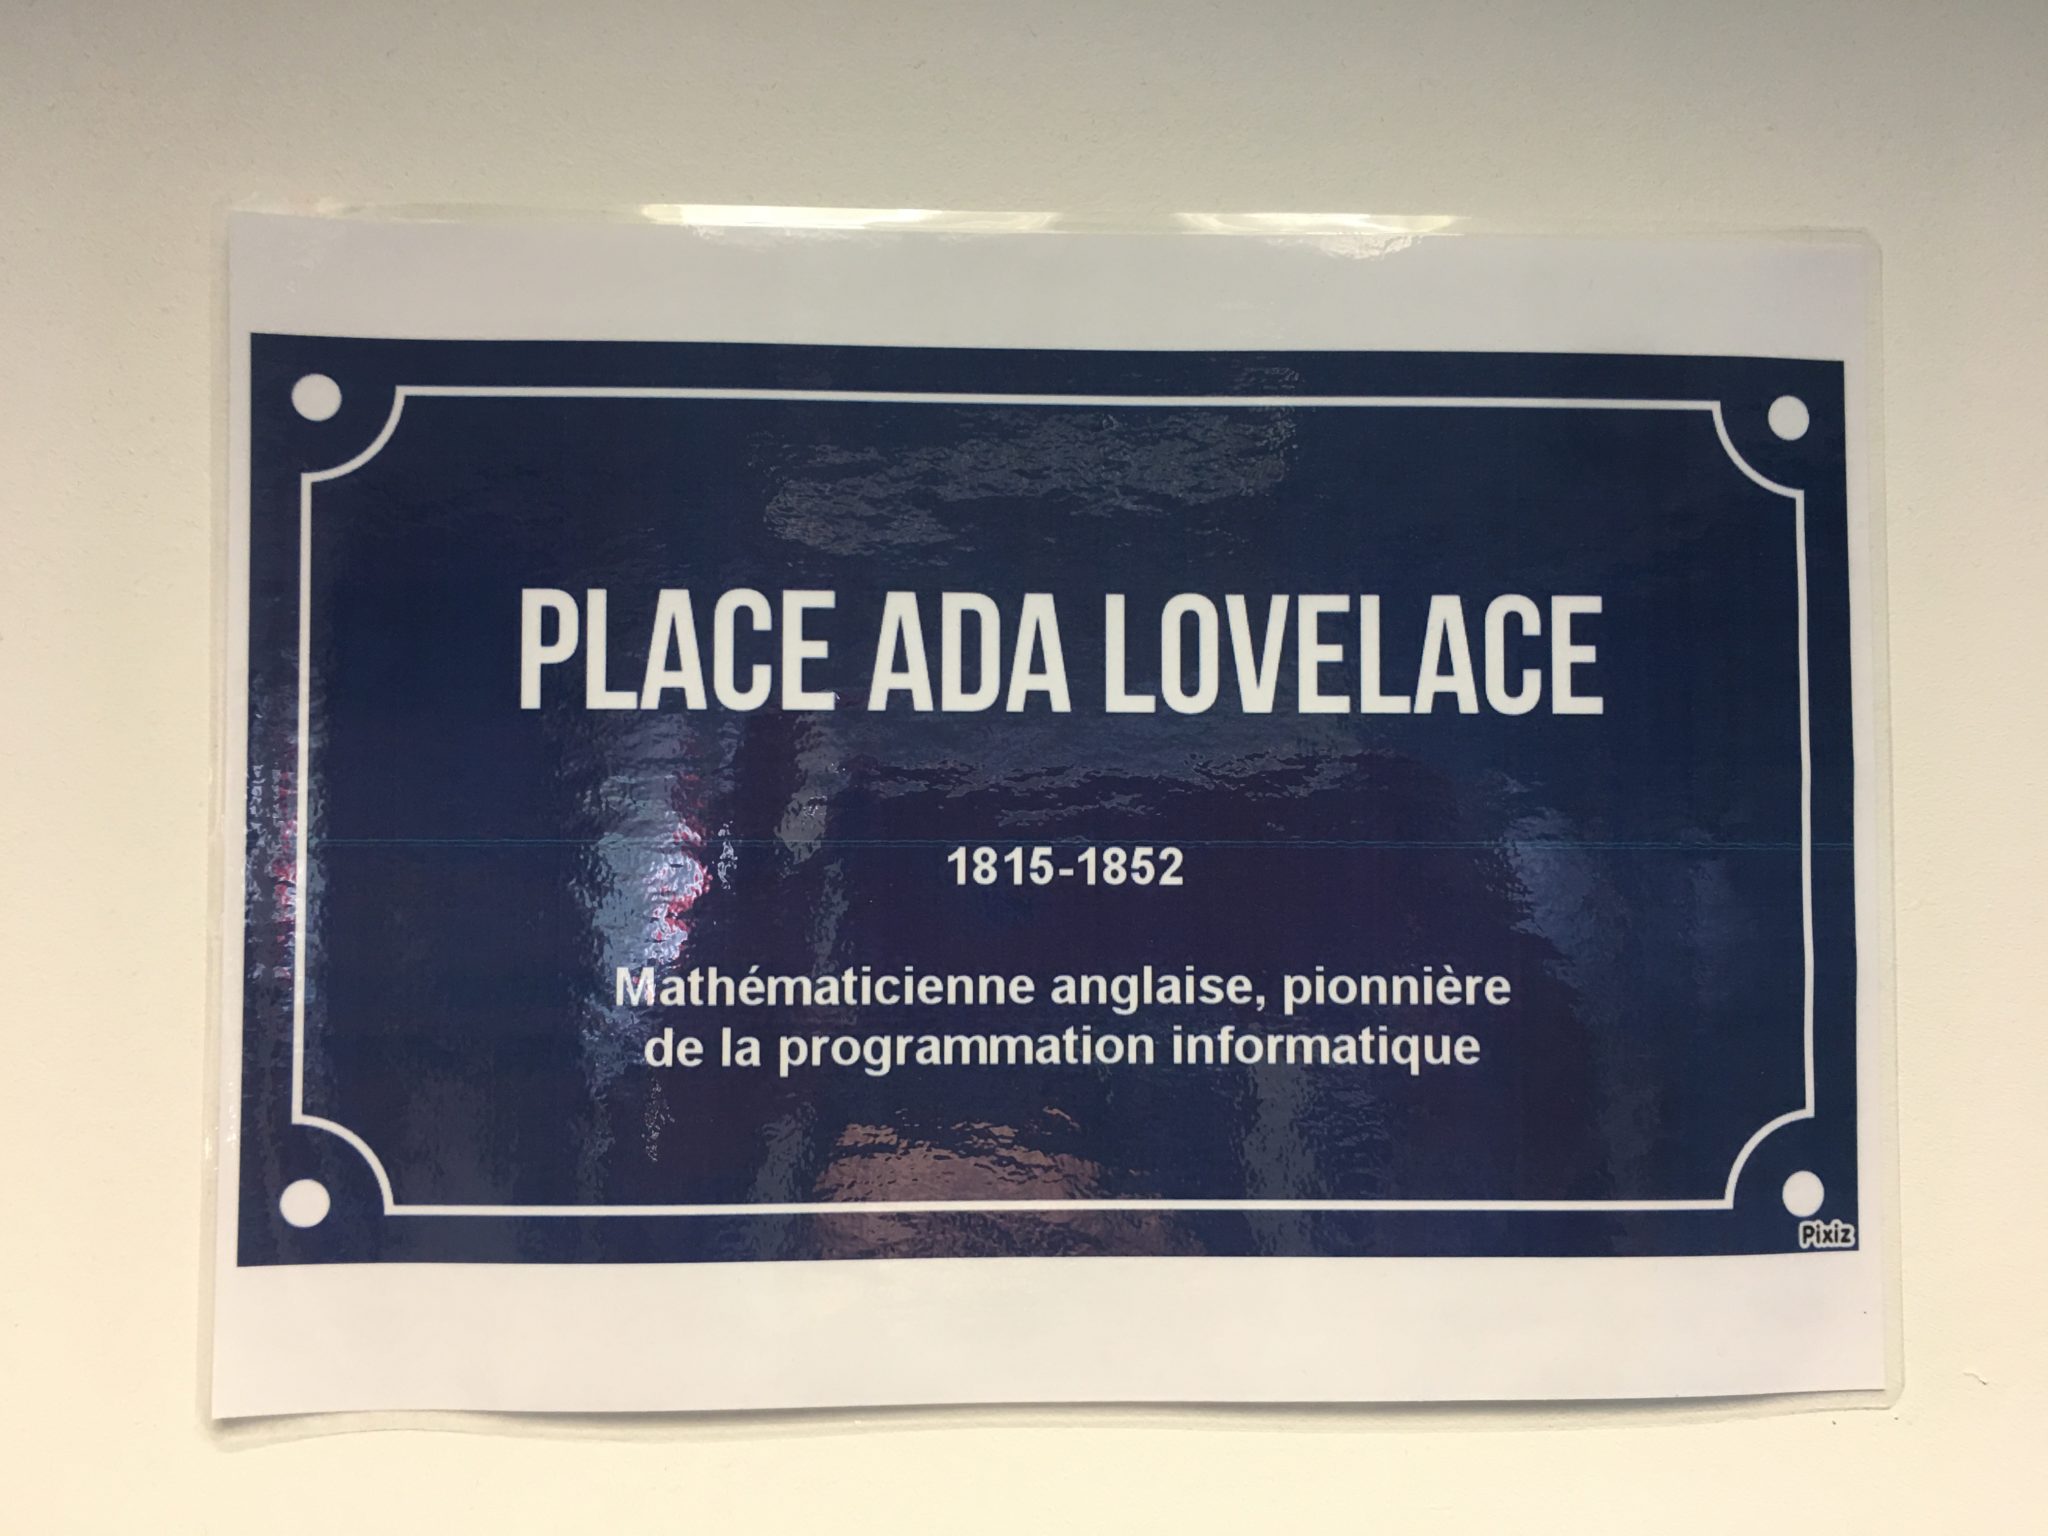 PLACE ADA LOVELACE
1815-1852
Mathématicienne anglaise, pionnière
de la programmation informatique
Pixiz